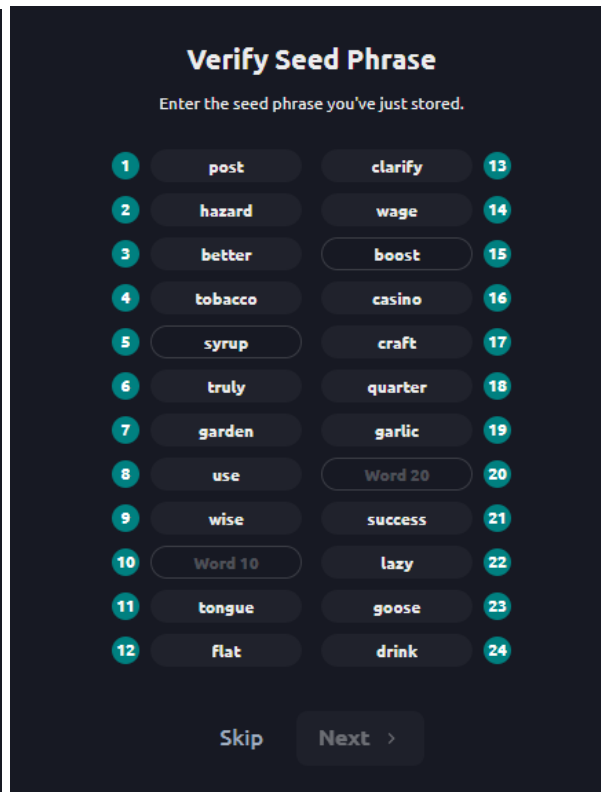 Verify Seed Phrase
Enter the seed phrase you've just stored.
1 post clarify 13
2 hazard wage 14
3 better boost 15
4 tobacco casino 16
5 syrup craft 17
6 truly quarter 18
7 garden garlic 19
8 use Word 20 20
9 wise success 21
10 Word 10 lazy 22
11 tongue goose 23
12 flat drink 24
Skip Next >